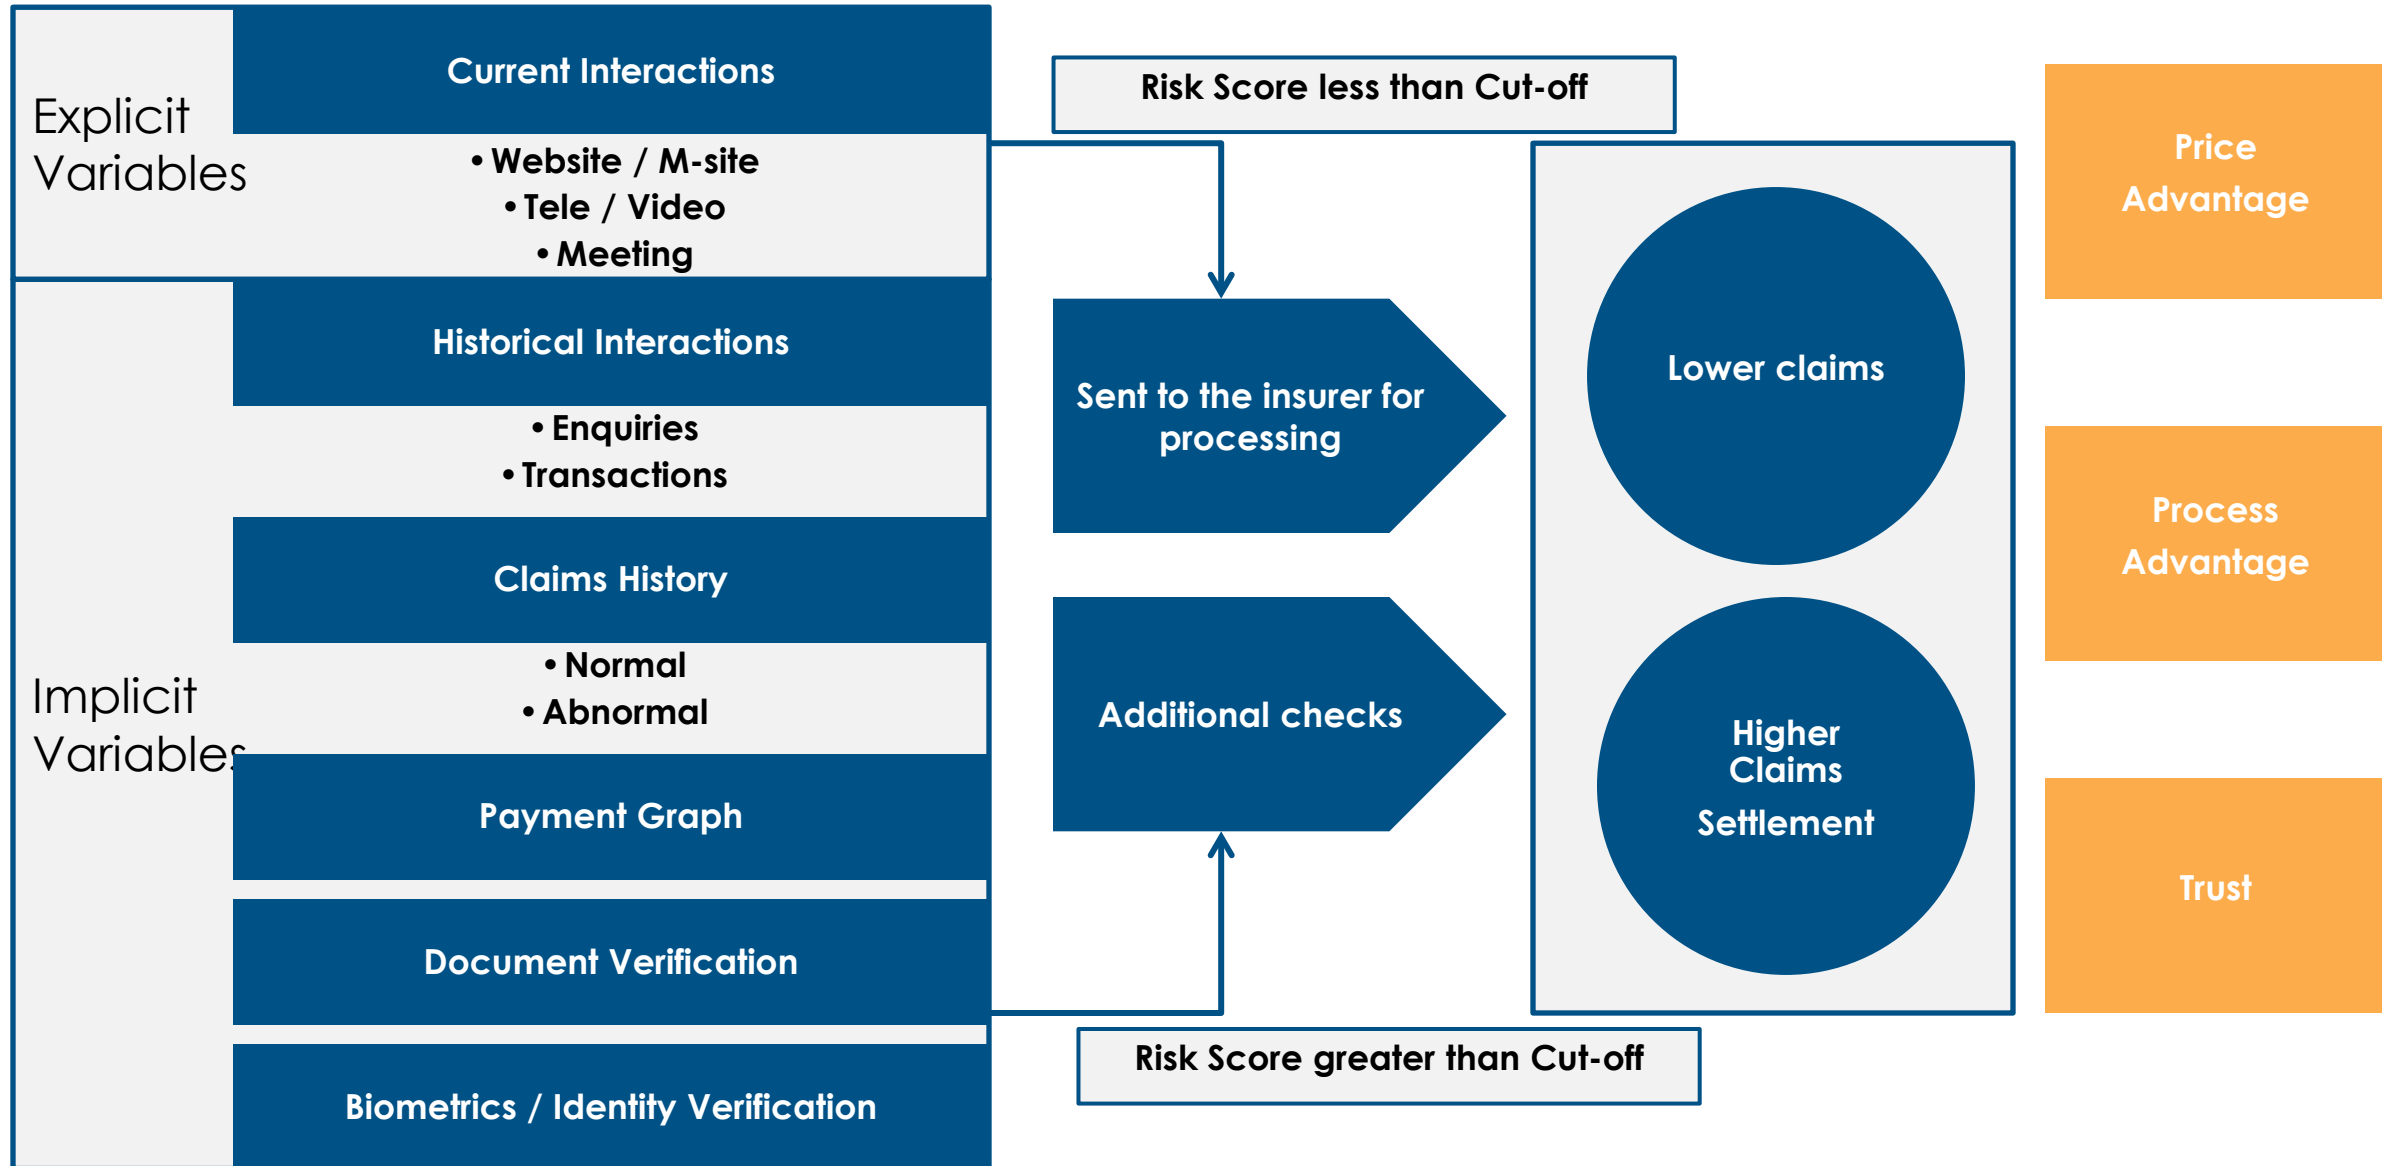 Explicit
Variables
Current Interactions
• Website / M-site
• Tele / Video
• Meeting
Implicit
Variables
Historical Interactions
• Enquiries
• Transactions
Claims History
• Normal
• Abnormal
Payment Graph
Document Verification
Biometrics / Identity Verification
Risk Score less than Cut-off
Sent to the insurer for
processing
Additional checks
Risk Score greater than Cut-off
Lower claims
Higher
Claims
Settlement
Price
Advantage
Process
Advantage
Trust